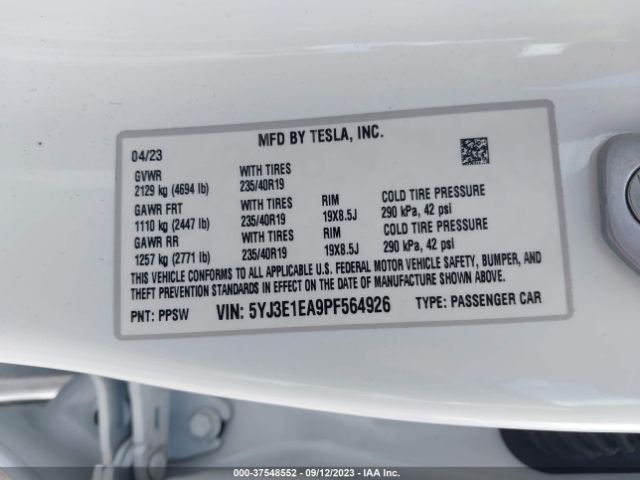 MFD BY TESLA, INC.
04/23
GVWR WITH TIRES
2129 kg (4694 lb) 235/40R19
GAWR FRT WITH TIRES RIM COLD TIRE PRESSURE
1110 kg (2447 lb) 235/40R19 19X8.5J 290 kPa, 42 psi
GAWR RR WITH TIRES RIM COLD TIRE PRESSURE
1257 kg (2771 lb) 235/40R19 19X8.5J 290 kPa, 42 psi
THIS VEHICLE CONFORMS TO ALL APPLICABLE U.S. FEDERAL MOTOR VEHICLE SAFETY, BUMPER, AND
THEFT PREVENTION STANDARDS IN EFFECT ON THE DATE OF MANUFACTURE SHOWN ABOVE.
PNT: PPSW VIN: 5YJ3E1EA9PF564926 TYPE: PASSENGER CAR
000-37548552 - 09/12/2023 - IAA Inc.